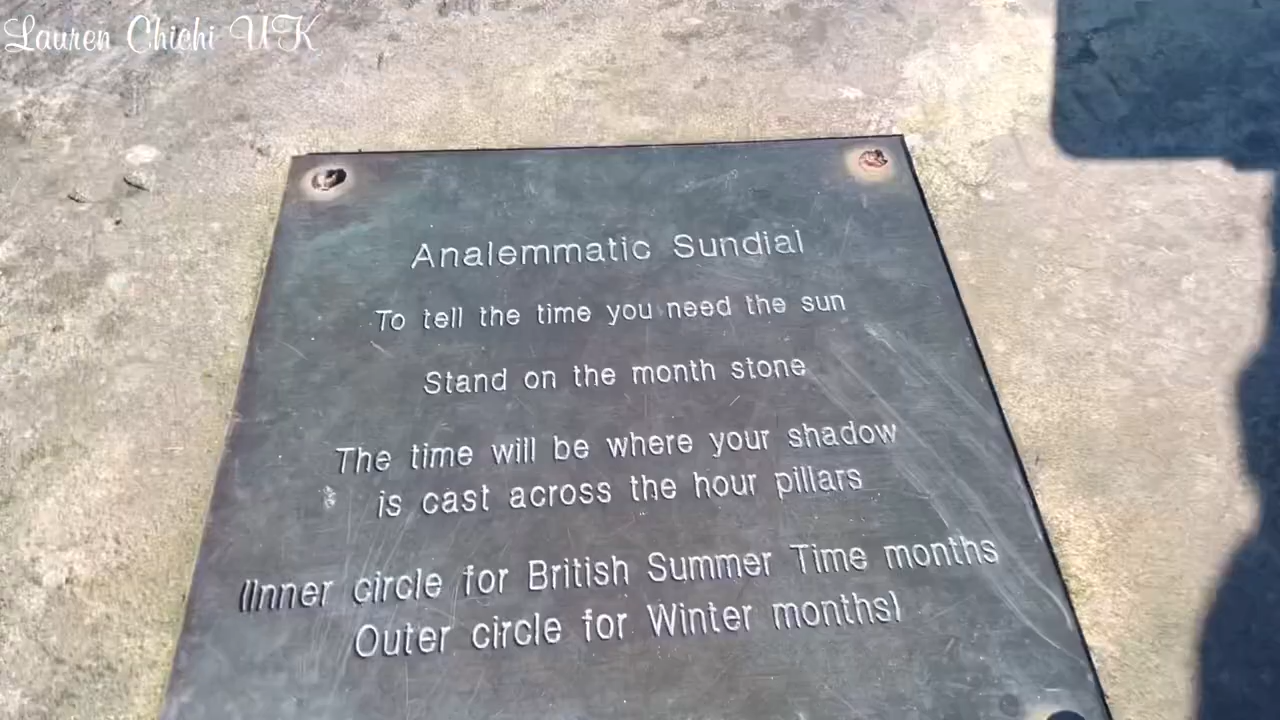 Lauren Chichi UK
Analemmatic Sundial
To tell the time you need the sun
Stand on the month stone
The time will be where your shadow
is cast across the hour pillars
(Inner circle for British Summer Time months
Outer circle for Winter months)